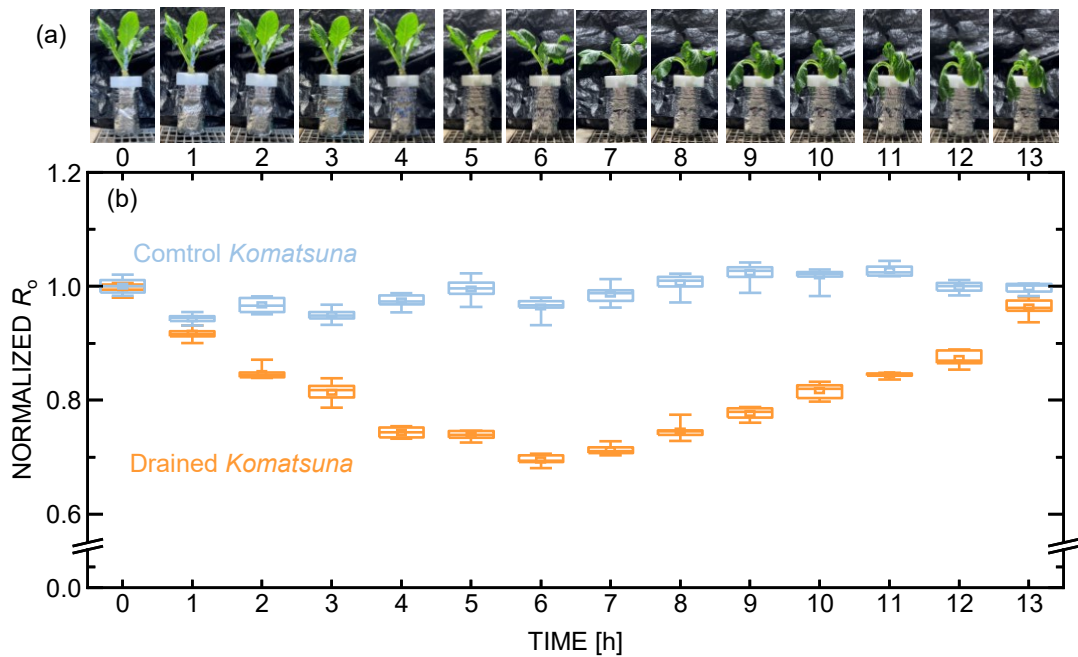 (a)
0 1 2 3 4 5 6 7 8 9 10 11 12 13
1.2
(b)
Comtrol Komatsuna
1.0
NORMALIZED Ro
0.8
Drained Komatsuna
0.6
0.0
0 1 2 3 4 5 6 7 8 9 10 11 12 13
TIME [h]